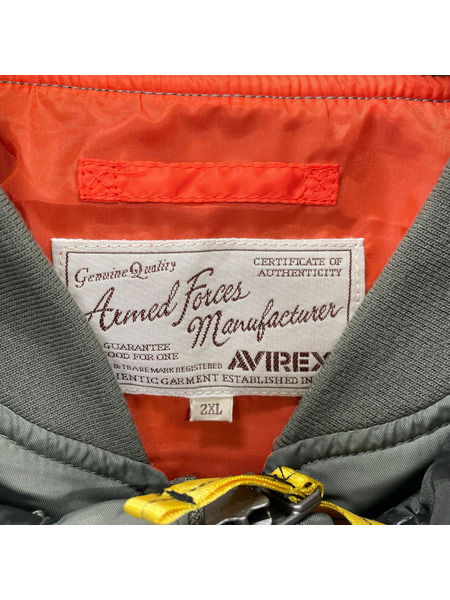 Genuine Quality
CERTIFICATE OF
AUTHENTICITY
Armed Forces
Manufacturer
GUARANTEE
GOOD FOR ONE
TRADE MARK REGISTERED
AVIREX
GARMENT ESTABLISHED IN
2XL